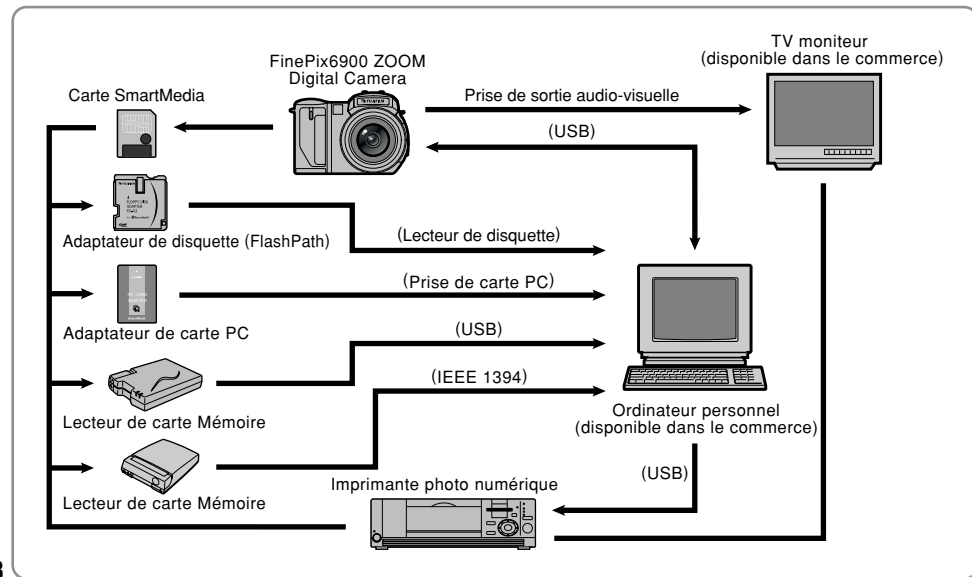 FinePix6900 ZOOM
Digital Camera
TV moniteur
(disponible dans le commerce)
Carte SmartMedia
Prise de sortie audio-visuelle
(USB)
Adaptateur de disquette (FlashPath)
(Lecteur de disquette)
Adaptateur de carte PC
(Prise de carte PC)
(USB)
Lecteur de carte Mémoire
(IEEE 1394)
Ordinateur personnel
(disponible dans le commerce)
Lecteur de carte Mémoire
(USB)
Imprimante photo numérique